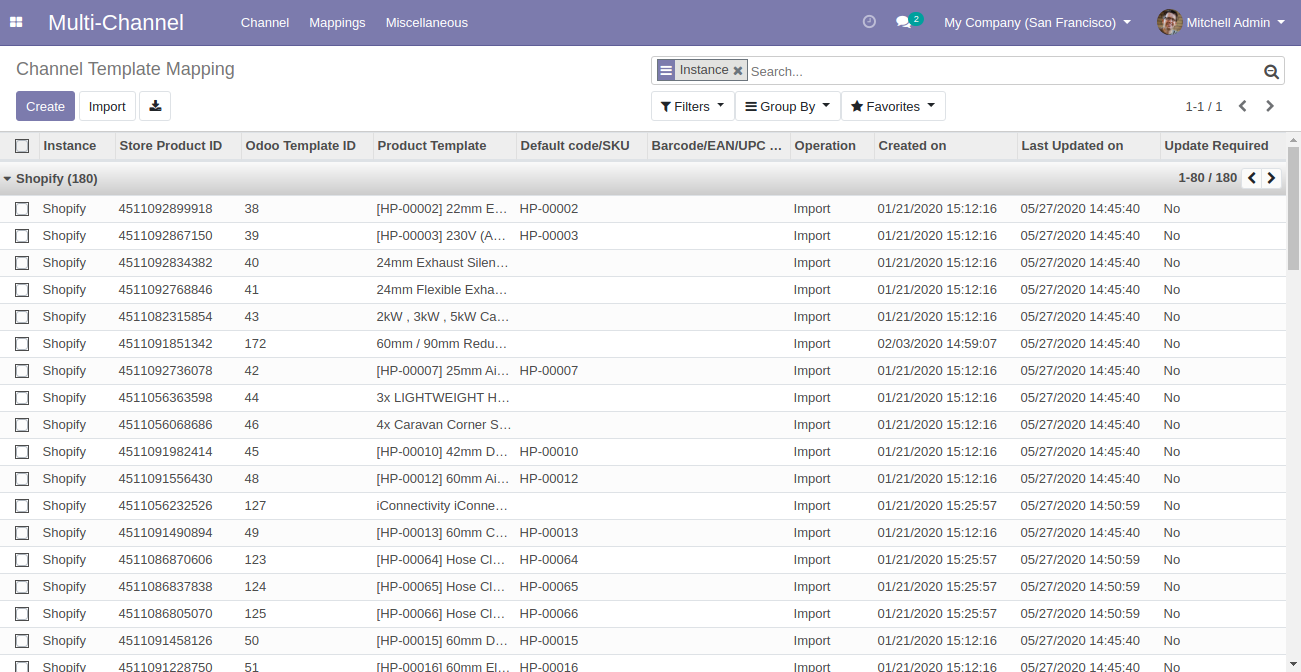 Multi-Channel Channel Mappings Miscellaneous 2 My Company (San Francisco) Mitchell Admin
Channel Template Mapping
Instance Search...
Create Import
Filters Group By Favorites 1-1 / 1
Instance Store Product ID Odoo Template ID Product Template Default code/SKU Barcode/EAN/UPC ... Operation Created on Last Updated on Update Required
Shopify (180) 1-80 / 180
Shopify 4511092899918 38 [HP-00002] 22mm E... HP-00002 Import 01/21/2020 15:12:16 05/27/2020 14:45:40 No
Shopify 4511092867150 39 [HP-00003] 230V (A... HP-00003 Import 01/21/2020 15:12:16 05/27/2020 14:45:40 No
Shopify 4511092834382 40 24mm Exhaust Silen... Import 01/21/2020 15:12:16 05/27/2020 14:45:40 No
Shopify 4511092768846 41 24mm Flexible Exha... Import 01/21/2020 15:12:16 05/27/2020 14:45:40 No
Shopify 4511082315854 43 2kW , 3kW , 5kW Ca... Import 01/21/2020 15:12:16 05/27/2020 14:45:40 No
Shopify 4511091851342 172 60mm / 90mm Redu... Import 02/03/2020 14:59:07 05/27/2020 14:45:40 No
Shopify 4511092736078 42 [HP-00007] 25mm Ai... HP-00007 Import 01/21/2020 15:12:16 05/27/2020 14:45:40 No
Shopify 4511056363598 44 3x LIGHTWEIGHT H... Import 01/21/2020 15:12:16 05/27/2020 14:45:40 No
Shopify 4511056068686 46 4x Caravan Corner S... Import 01/21/2020 15:12:16 05/27/2020 14:45:40 No
Shopify 4511091982414 45 [HP-00010] 42mm D... HP-00010 Import 01/21/2020 15:12:16 05/27/2020 14:45:40 No
Shopify 4511091556430 48 [HP-00012] 60mm Ai... HP-00012 Import 01/21/2020 15:12:16 05/27/2020 14:45:40 No
Shopify 4511056232526 127 iConnectivity iConne... Import 01/21/2020 15:25:57 05/27/2020 14:50:59 No
Shopify 4511091490894 49 [HP-00013] 60mm C... HP-00013 Import 01/21/2020 15:12:16 05/27/2020 14:45:40 No
Shopify 4511086870606 123 [HP-00064] Hose Cl... HP-00064 Import 01/21/2020 15:25:57 05/27/2020 14:50:59 No
Shopify 4511086837838 124 [HP-00065] Hose Cl... HP-00065 Import 01/21/2020 15:25:57 05/27/2020 14:50:59 No
Shopify 4511086805070 125 [HP-00066] Hose Cl... HP-00066 Import 01/21/2020 15:25:57 05/27/2020 14:50:59 No
Shopify 4511091458126 50 [HP-00015] 60mm D... HP-00015 Import 01/21/2020 15:12:16 05/27/2020 14:45:40 No
Shopify 4511091228750 51 [HP-00016] 60mm El... HP-00016 Import 01/21/2020 15:12:16 05/27/2020 14:45:40 No